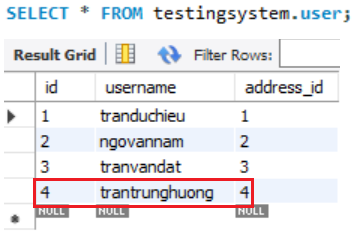 SELECT * FROM testingsystem.user;
Result Grid Filter Rows:
id username address_id
1 tranduchieu 1
2 ngovannam 2
3 tranvandat 3
4 trantrunghuong 4
NULL NULL NULL